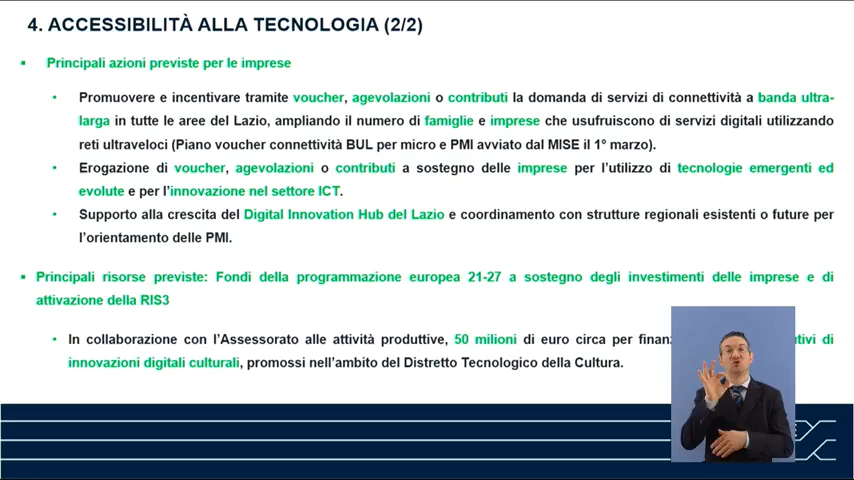 4. ACCESSIBILITÀ ALLA TECNOLOGIA (2/2)
Principali azioni previste per le imprese
Promuovere e incentivare tramite voucher, agevolazioni o contributi la domanda di servizi di connettività a banda ultra-
larga in tutte le aree del Lazio, ampliando il numero di famiglie e imprese che usufruiscono di servizi digitali utilizzando
reti ultraveloci (Piano voucher connettività BUL per micro e PMI avviato dal MISE il 1° marzo).
Erogazione di voucher, agevolazioni o contributi a sostegno delle imprese per l'utilizzo di tecnologie emergenti ed
evolute e per l'innovazione nel settore ICT.
Supporto alla crescita del Digital Innovation Hub del Lazio e coordinamento con strutture regionali esistenti o future per
l'orientamento delle PMI.
Principali risorse previste: Fondi della programmazione europea 21-27 a sostegno degli investimenti delle imprese e di
attivazione della RIS3
In collaborazione con l'Assessorato alle attività produttive, 50 milioni di euro circa per di
innovazioni digitali culturali, promossi nell'ambito del Distretto Tecnologico della Cultura.